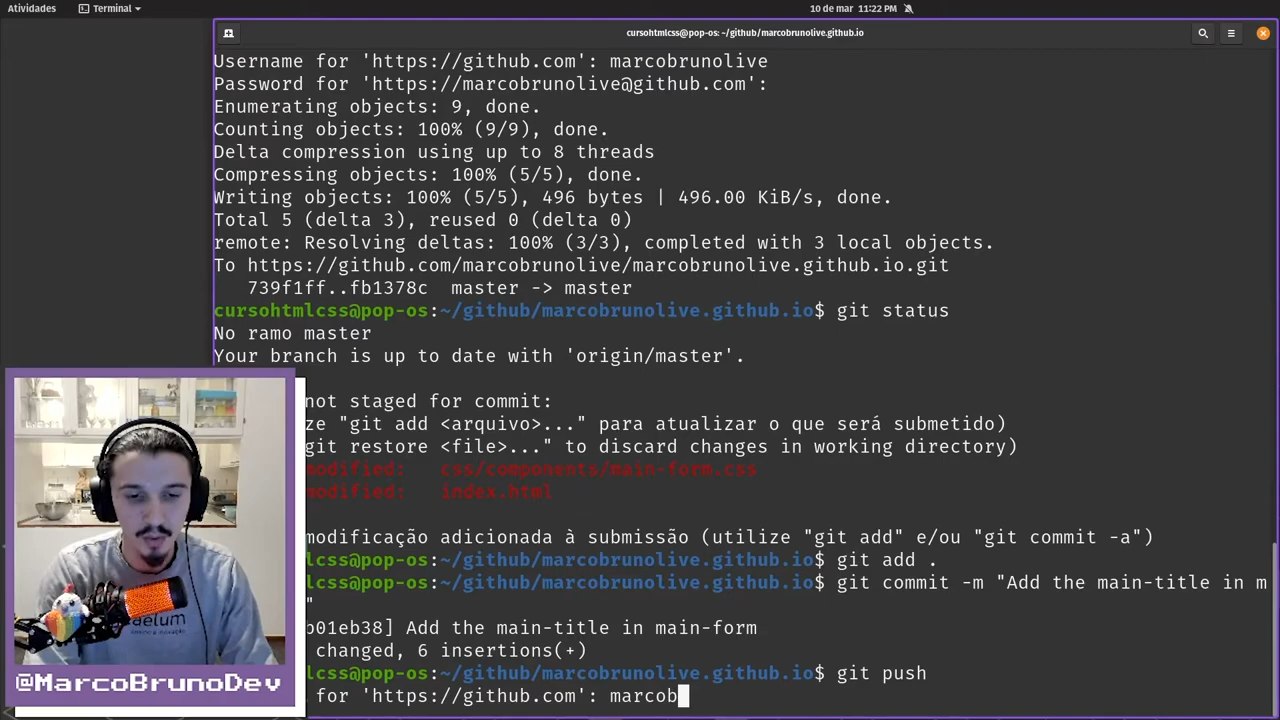 Atividades
Terminal
10 de mar 11:22 PM
cursohtmlcss@pop-os: ~/github/marcobrunolive.github.io
Username for 'https://github.com': marcobrunolive
Password for 'https://marcobrunolive@github.com':
Enumerating objects: 9, done.
Counting objects: 100% (9/9), done.
Delta compression using up to 8 threads
Compressing objects: 100% (5/5), done.
Writing objects: 100% (5/5), 496 bytes | 496.00 KiB/s, done.
Total 5 (delta 3), reused 0 (delta 0)
remote: Resolving deltas: 100% (3/3), completed with 3 local objects.
To https://github.com/marcobrunolive/marcobrunolive.github.io.git
739f1ff..fb1378c master -> master
cursohtmlcss@pop-os:~/github/marcobrunolive.github.io$ git status
No ramo master
Your branch is up to date with 'origin/master'.
not staged for commit:
ze "git add <arquivo>..." para atualizar o que será submetido)
git restore <file>..." to discard changes in working directory)
modified: css/components/main-form.css
modified: index.html
modificação adicionada à submissão (utilize "git add" e/ou "git commit -a")
lcss@pop-os:~/github/marcobrunolive.github.io$ git add .
lcss@pop-os:~/github/marcobrunolive.github.io$ git commit -m "Add the main-title in m
"
b01eb38] Add the main-title in main-form
changed, 6 insertions(+)
lcss@pop-os:~/github/marcobrunolive.github.io$ git push
for 'https://github.com': marcob
@MarcoBrunoDev